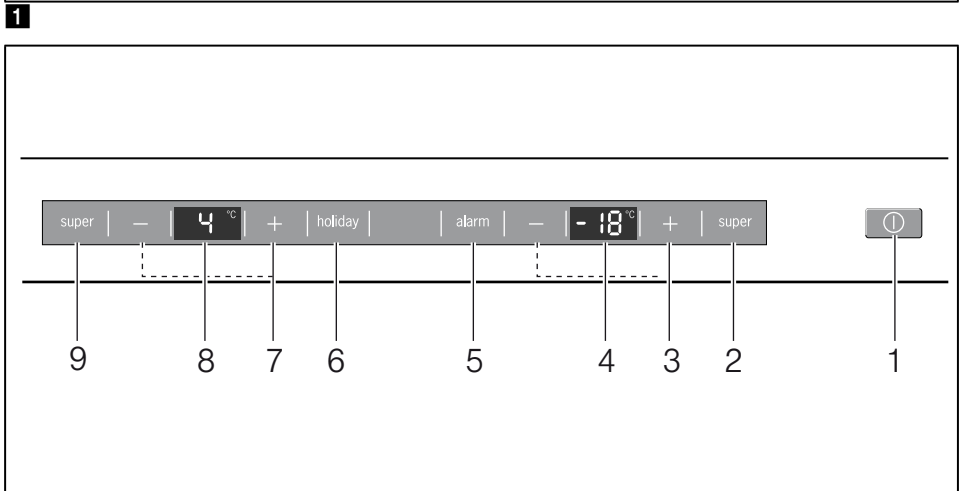 1
super | − | 4 °C | + | holiday | | alarm | − | -18 °C | + | super
9 8 7 6 5 4 3 2 1